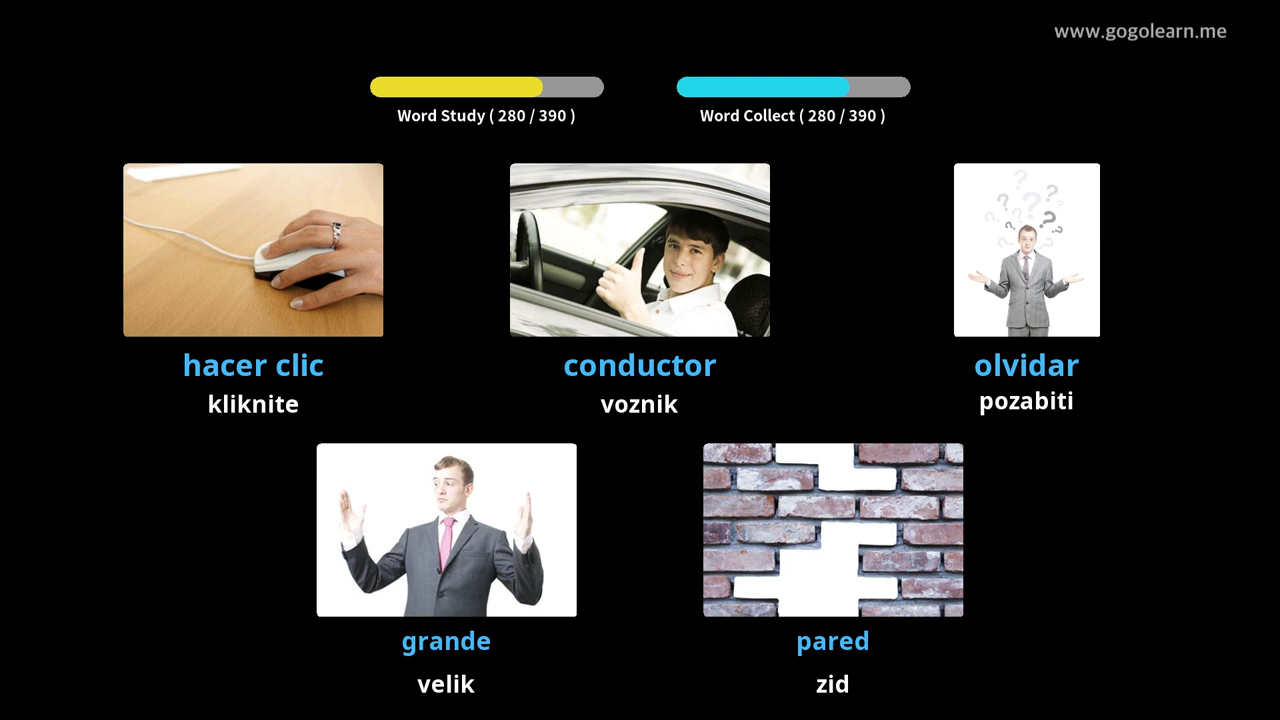 www.gogolearn.me
Word Study ( 280 / 390 )
Word Collect ( 280 / 390 )
hacer clic
kliknite
conductor
voznik
olvidar
pozabiti
grande
velik
pared
zid